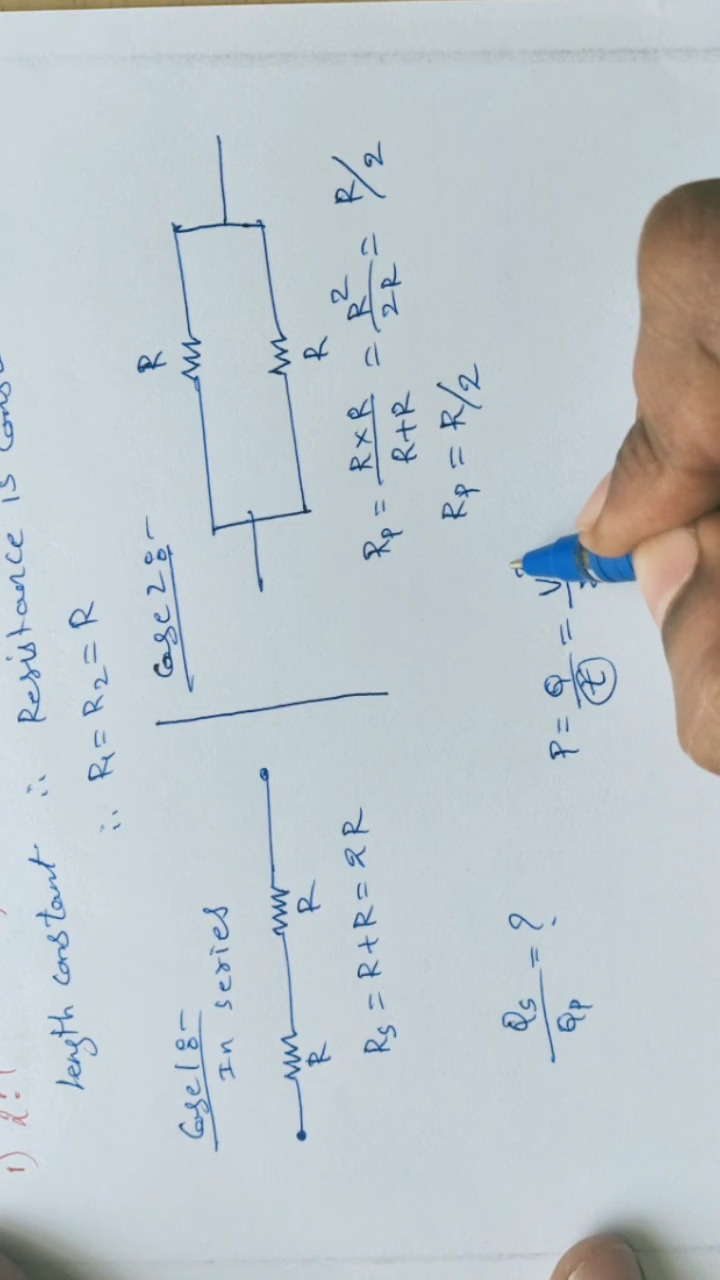 1)
length constant ∴ Resistance is
∴ R₁ = R₂ = R
Case 1 :-
In series
R R
Rs = R + R = 2R
Case 2 :-
R
R
Rp = R×R/R+R = R²/2R = R/2
Rp = R/2
Qs/Qp = ?
P = Q/t = V